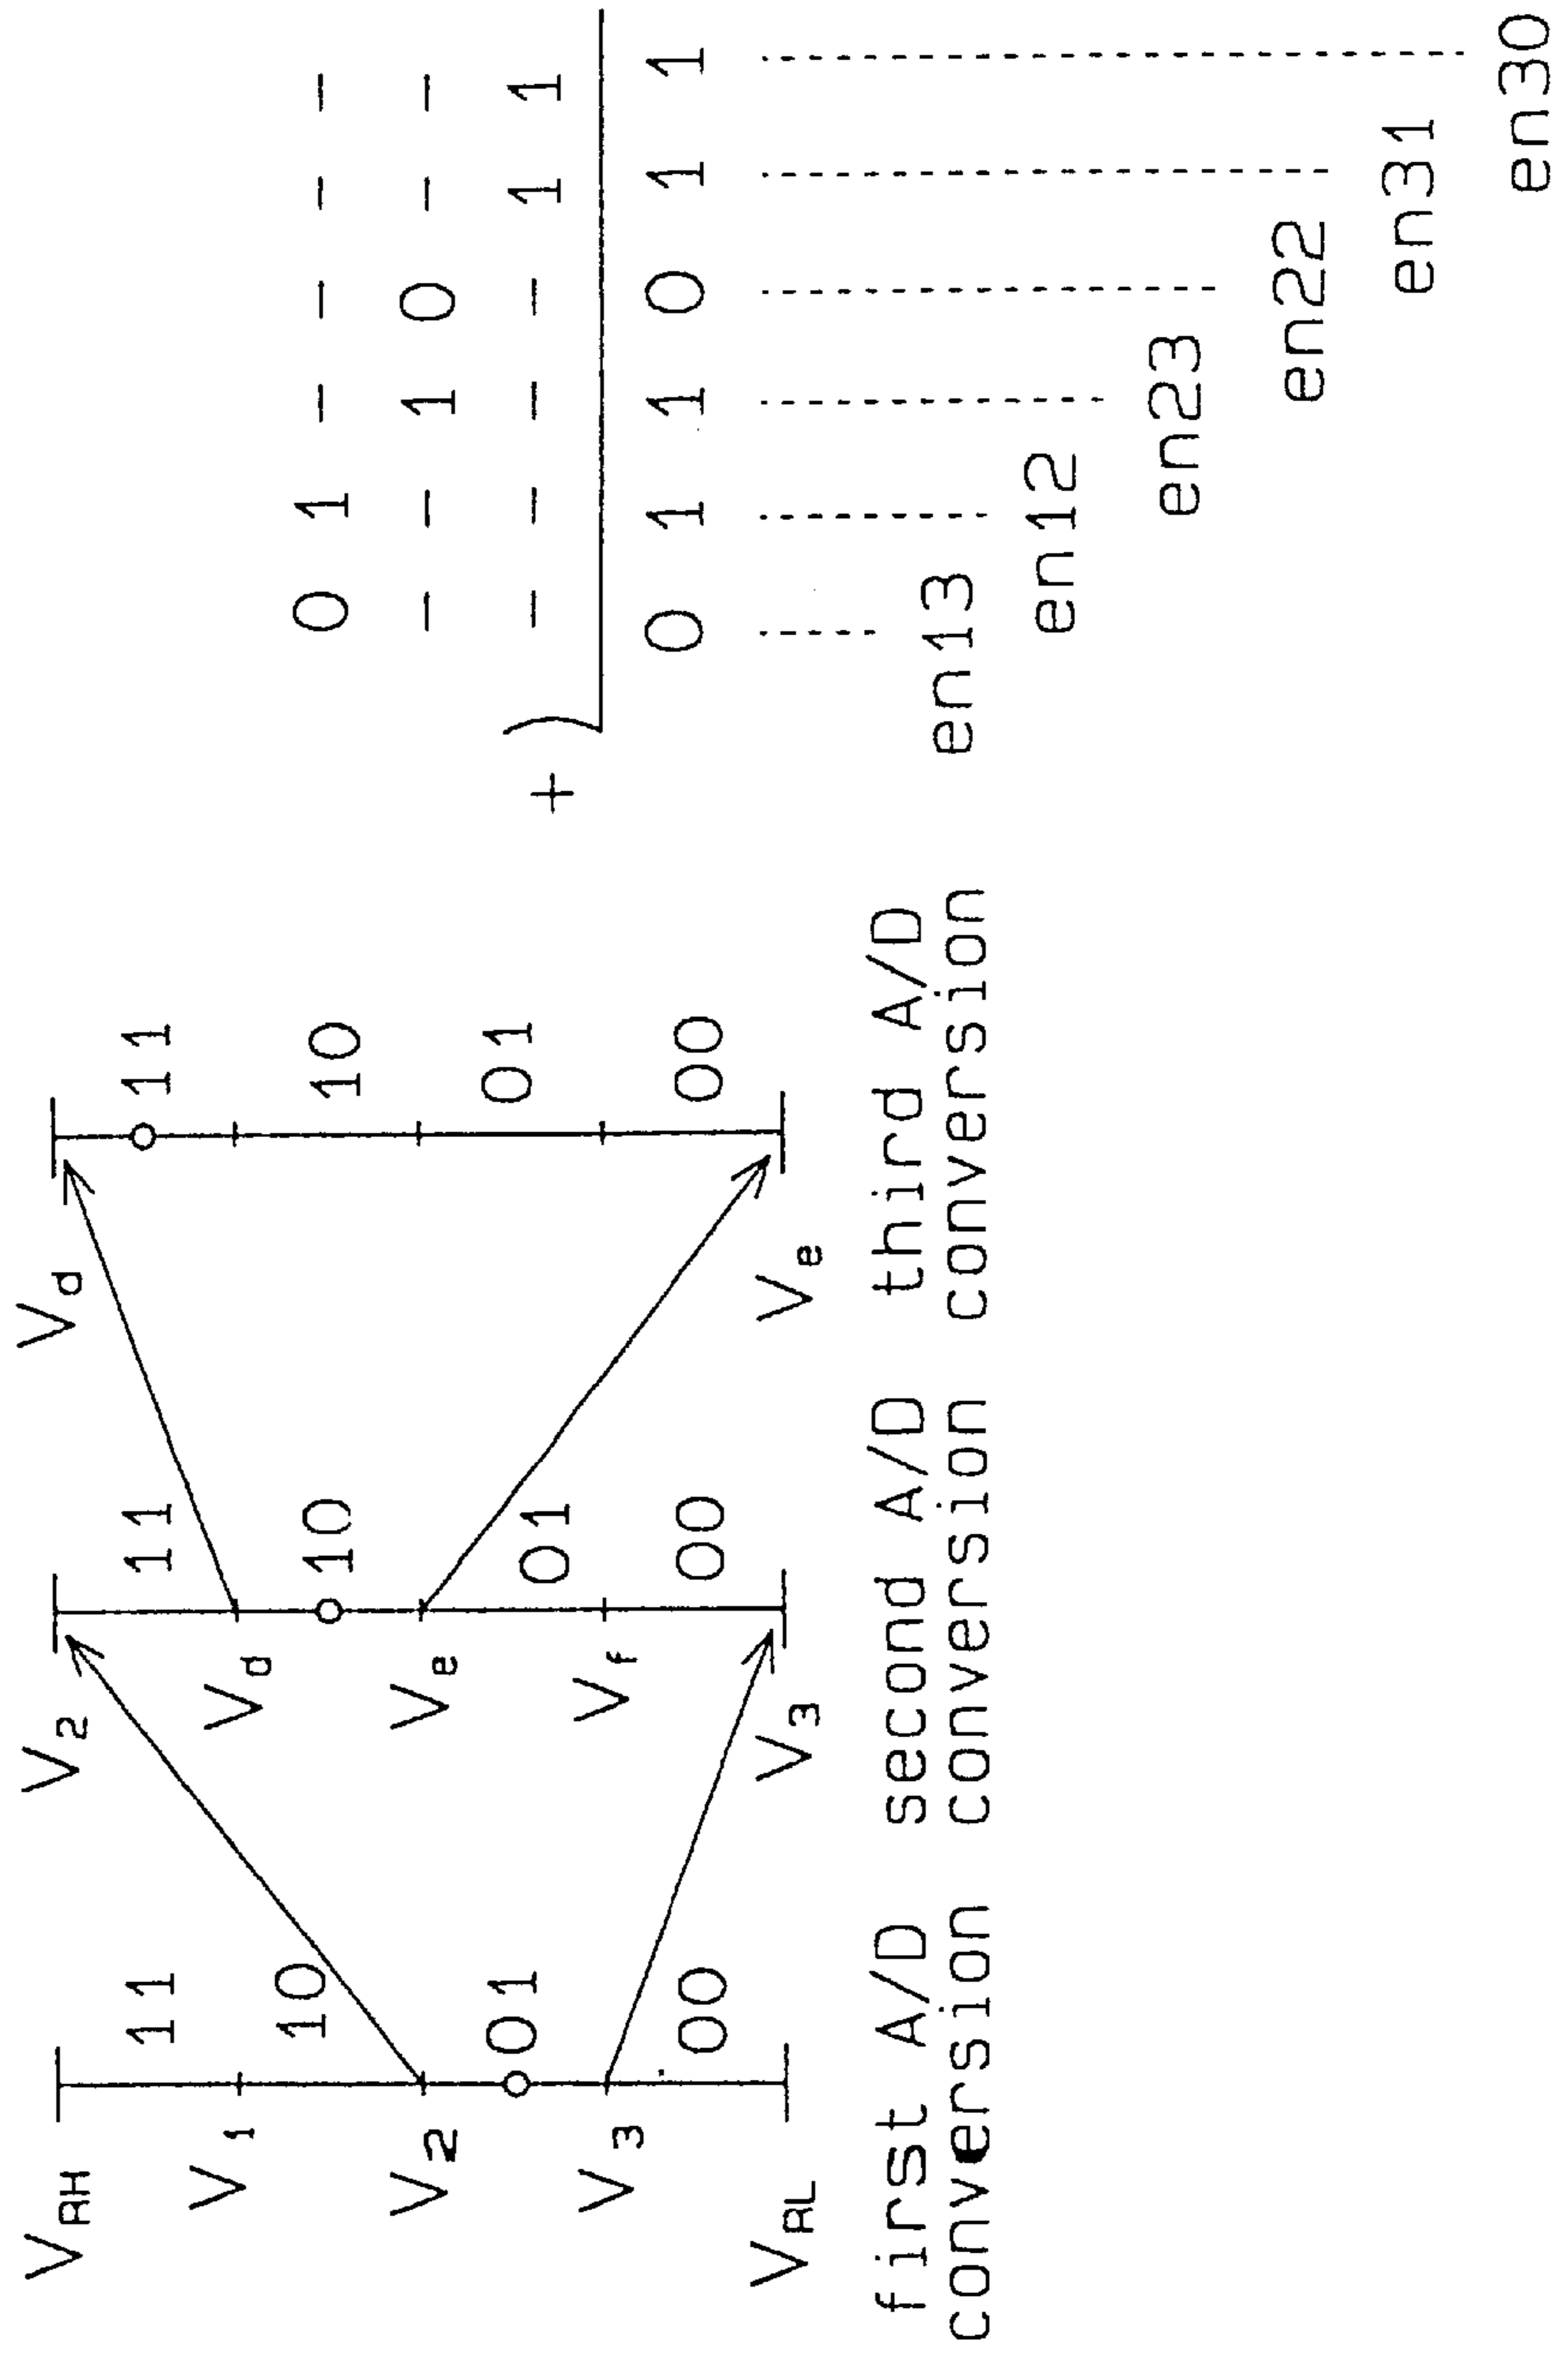 V_RH
V_1
V_2
V_3
V_RL
11
10
01
00
first A/D
conversion
V_2
V_d
V_e
V_f
V_3
11
10
01
00
second A/D
conversion
V_d
V_e
11
10
01
00
third A/D
conversion
0 1 - - - -
- - 1 0 - -
+) - - - - 1 1
0 1 1 0 1 1
en13
en12
en23
en22
en31
en30